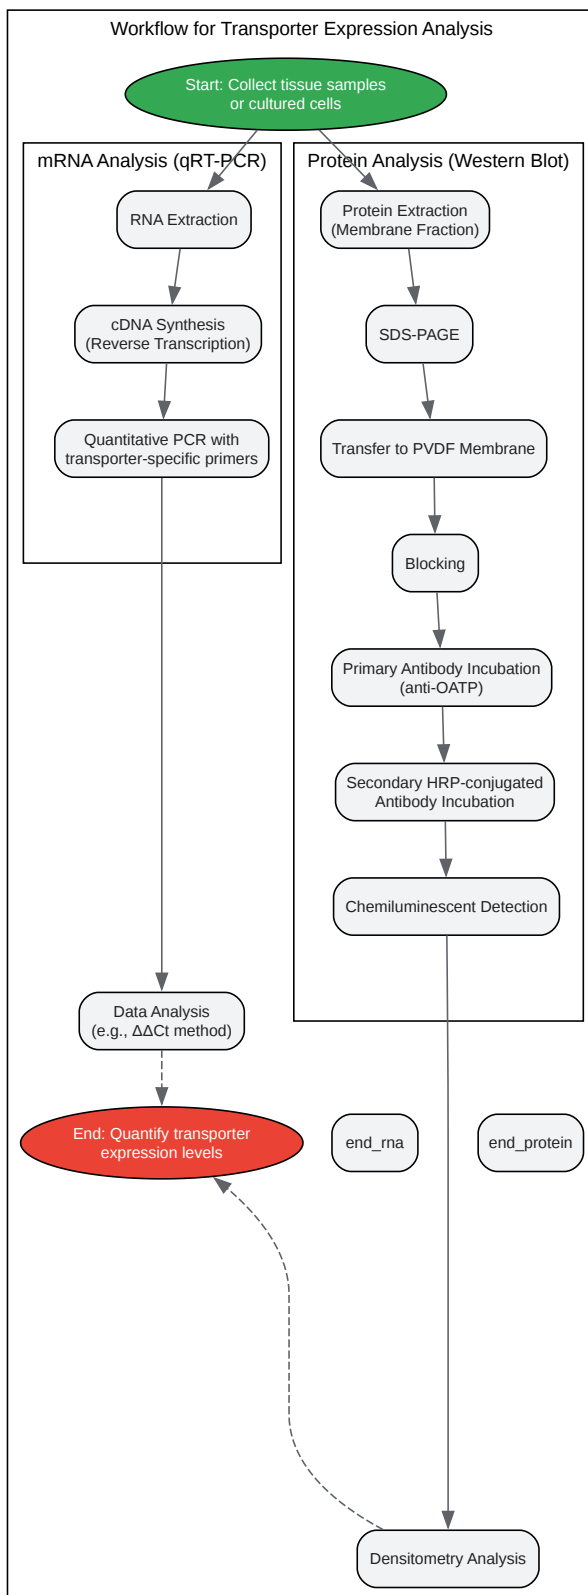 Workflow for Transporter Expression Analysis
Start: Collect tissue samples
or cultured cells
mRNA Analysis (qRT-PCR)
RNA Extraction
cDNA Synthesis
(Reverse Transcription)
Quantitative PCR with
transporter-specific primers
Protein Analysis (Western Blot)
Protein Extraction
(Membrane Fraction)
SDS-PAGE
Transfer to PVDF Membrane
Blocking
Primary Antibody Incubation
(anti-OATP)
Secondary HRP-conjugated
Antibody Incubation
Chemiluminescent Detection
Data Analysis
(e.g., ΔΔCt method)
End: Quantify transporter
expression levels
end_rna
end_protein
Densitometry Analysis